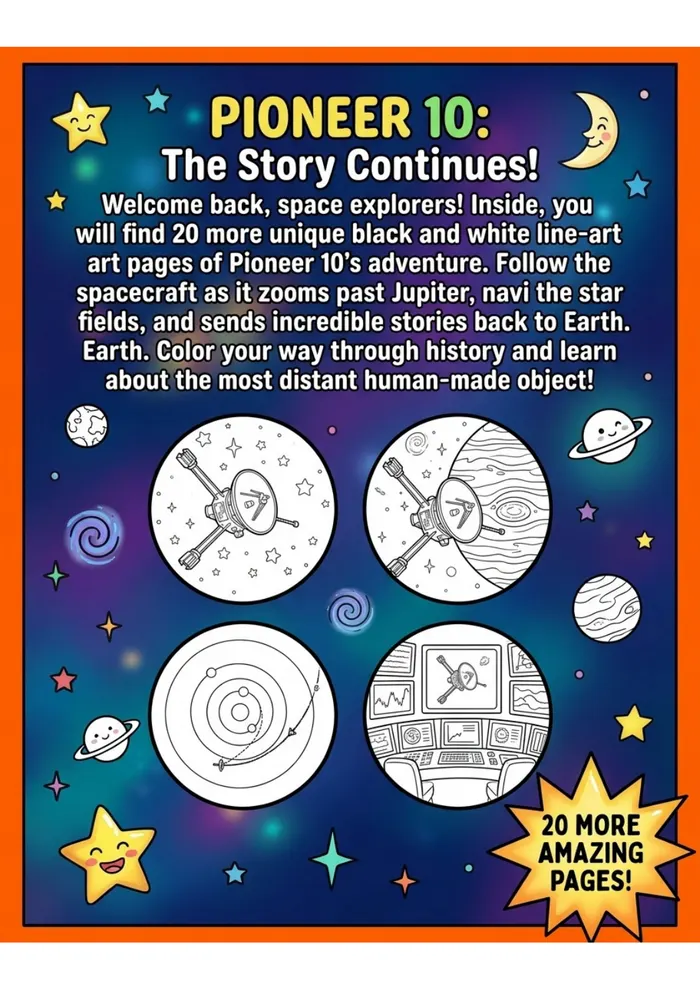 PIONEER 10:
The Story Continues!
Welcome back, space explorers! Inside, you
will find 20 more unique black and white line-art
art pages of Pioneer 10's adventure. Follow the
spacecraft as it zooms past Jupiter, navi the star
fields, and sends incredible stories back to Earth.
Earth. Color your way through history and learn
about the most distant human-made object!
20 MORE
AMAZING
PAGES!